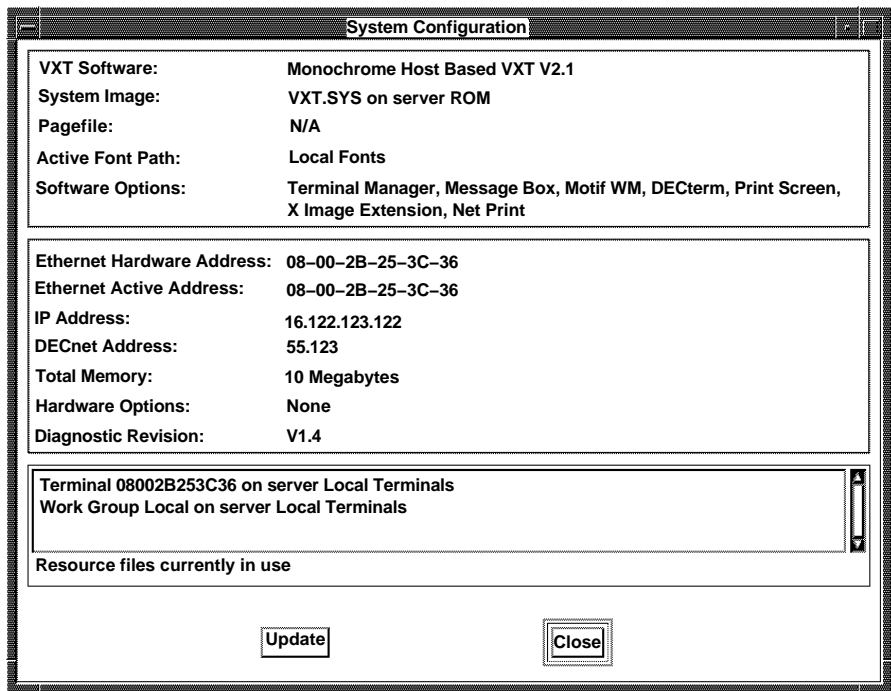 System Configuration
VXT Software: Monochrome Host Based VXT V2.1
System Image: VXT.SYS on server ROM
Pagefile: N/A
Active Font Path: Local Fonts
Software Options: Terminal Manager, Message Box, Motif WM, DECterm, Print Screen,
X Image Extension, Net Print
Ethernet Hardware Address: 08−00−2B−25−3C−36
Ethernet Active Address: 08−00−2B−25−3C−36
IP Address: 16.122.123.122
DECnet Address: 55.123
Total Memory: 10 Megabytes
Hardware Options: None
Diagnostic Revision: V1.4
Terminal 08002B253C36 on server Local Terminals
Work Group Local on server Local Terminals
Resource files currently in use
Update Close